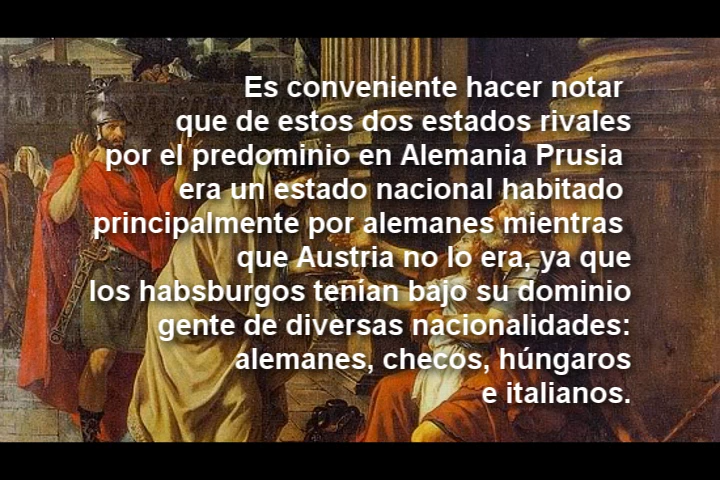 Es conveniente hacer notar
que de estos dos estados rivales
por el predominio en Alemania Prusia
era un estado nacional habitado
principalmente por alemanes mientras
que Austria no lo era, ya que
los habsburgos tenían bajo su dominio
gente de diversas nacionalidades:
alemanes, checos, húngaros
e italianos.